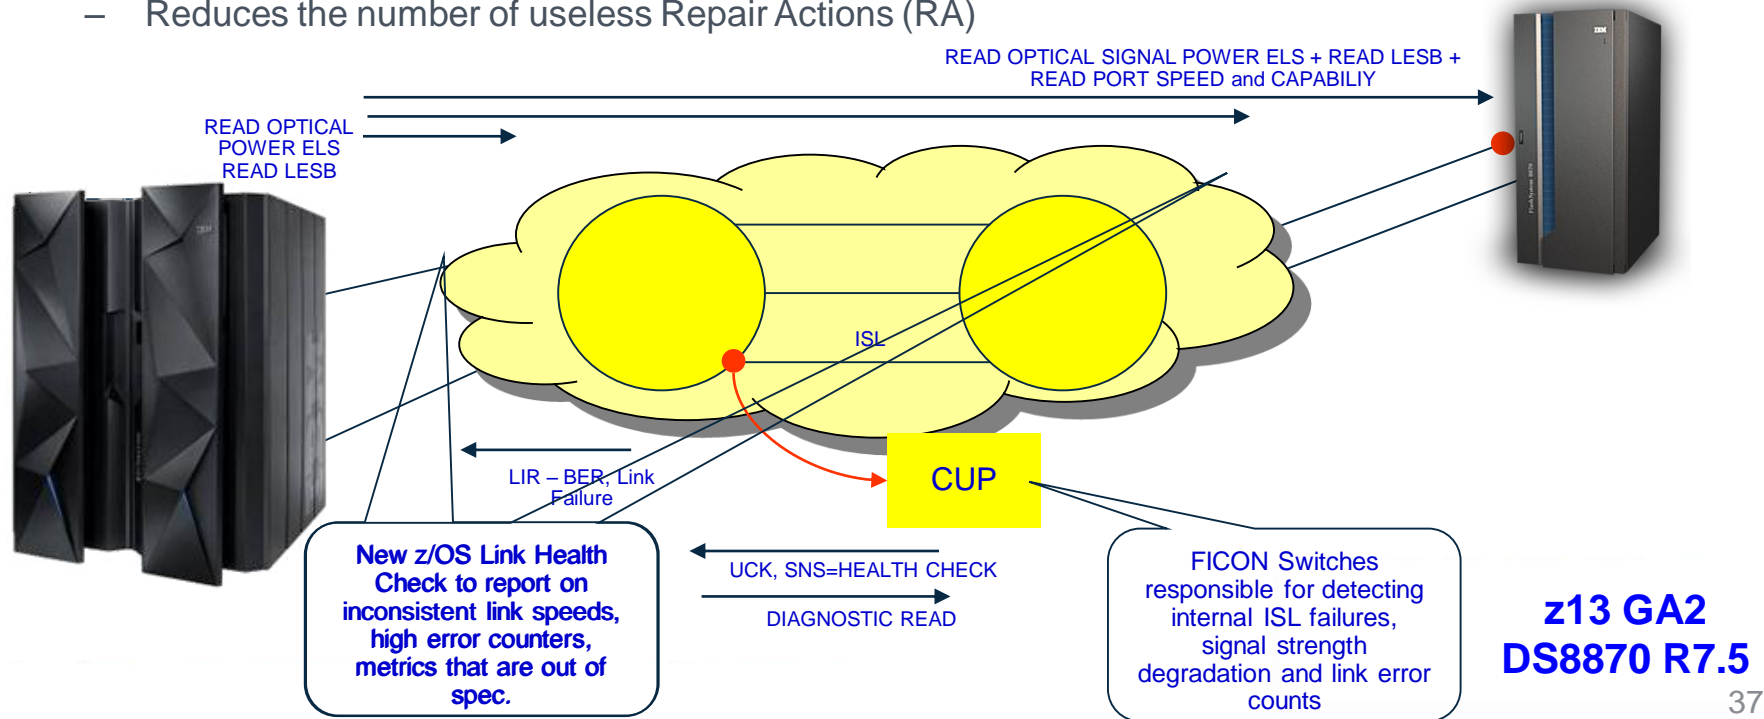 – Reduces the number of useless Repair Actions (RA)
READ OPTICAL SIGNAL POWER ELS + READ LESB +
READ PORT SPEED and CAPABILIY
READ OPTICAL
POWER ELS
READ LESB
IBM
IBM
ISL
LIR – BER, Link
Failure
CUP
New z/OS Link Health
Check to report on
inconsistent link speeds,
high error counters,
metrics that are out of
spec.
UCK, SNS=HEALTH CHECK
DIAGNOSTIC READ
FICON Switches
responsible for detecting
internal ISL failures,
signal strength
degradation and link error
counts
z13 GA2
DS8870 R7.5
37